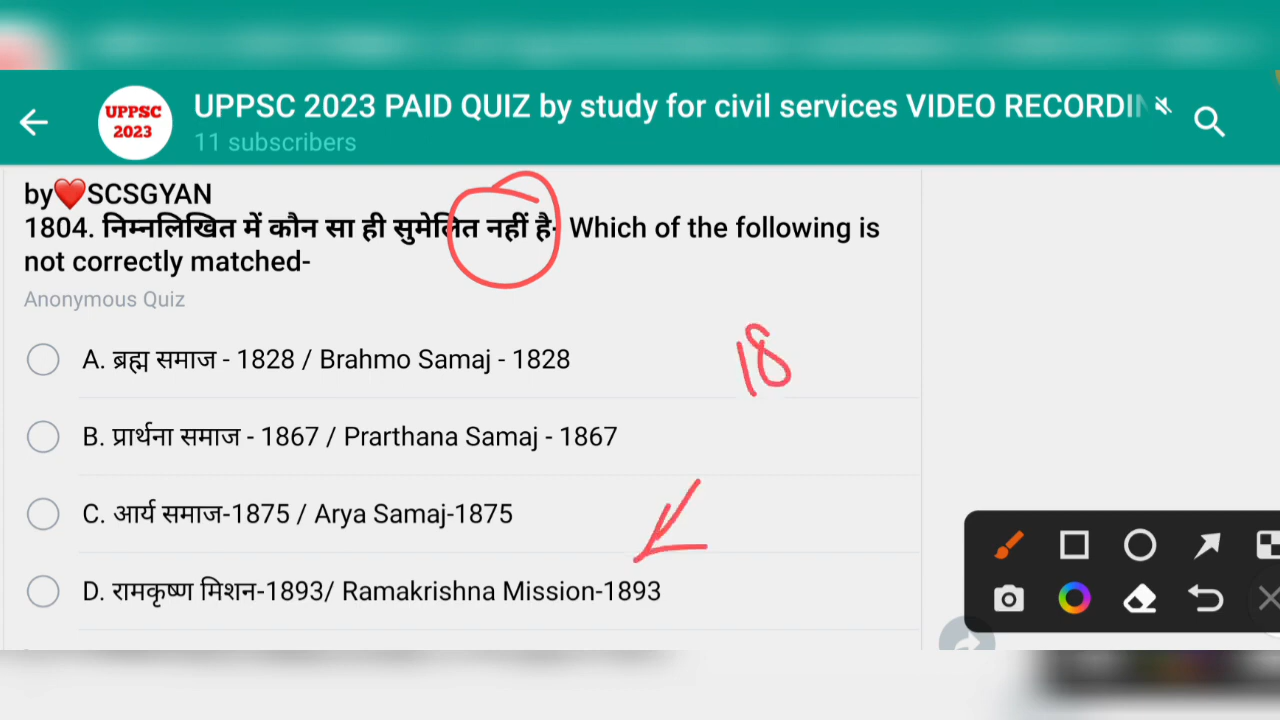 UPPSC
2023
UPPSC 2023 PAID QUIZ by study for civil services VIDEO RECORDIN
11 subscribers
by❤️SCSGYAN
1804. निम्नलिखित में कौन सा ही सुमेलित नहीं है- Which of the following is
not correctly matched-
Anonymous Quiz
A. ब्रह्म समाज - 1828 / Brahmo Samaj - 1828
18
B. प्रार्थना समाज - 1867 / Prarthana Samaj - 1867
C. आर्य समाज-1875 / Arya Samaj-1875
D. रामकृष्ण मिशन-1893/ Ramakrishna Mission-1893